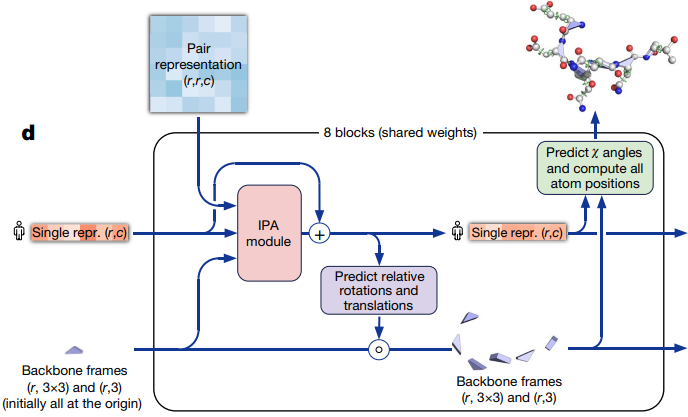 Pair
representation
(r,r,c)
d
8 blocks (shared weights)
Predict χ angles
and compute all
atom positions
Single repr. (r,c)
IPA
module
+
Single repr. (r,c)
Predict relative
rotations and
translations
Backbone frames
(r, 3×3) and (r,3)
(initially all at the origin)
Backbone frames
(r, 3×3) and (r,3)